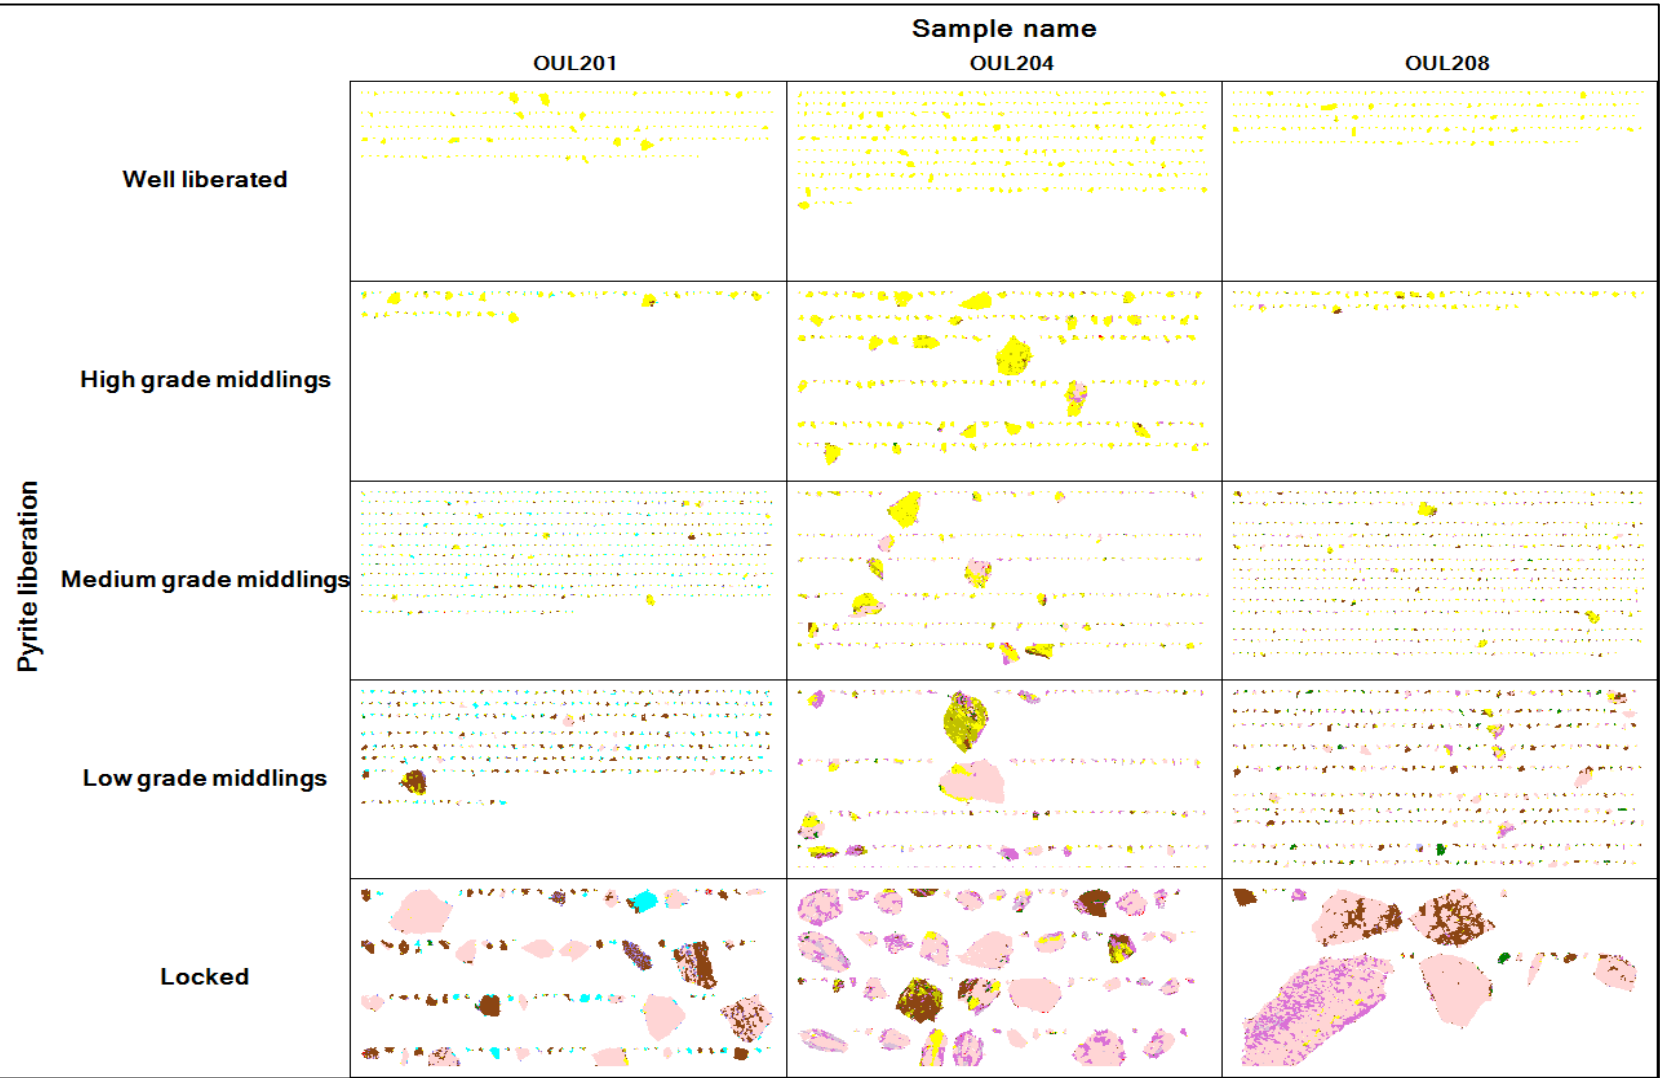 Sample name
OUL201 OUL204 OUL208
Pyrite liberation
Well liberated
High grade middlings
Medium grade middlings
Low grade middlings
Locked